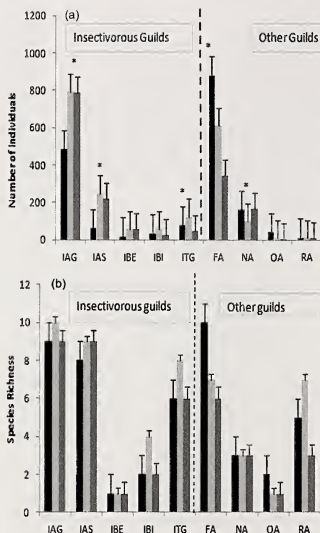 (a)
Insectivorous Guilds
Other Guilds
1200
1000
800
600
400
200
0
Number of Individuals
*
*
*
*
*
IAG IAS IBE IBI ITG FA NA OA RA
(b)
Insectivorous guilds
Other guilds
12
10
8
6
4
2
0
Species Richness
IAG IAS IBE IBI ITG FA NA OA RA